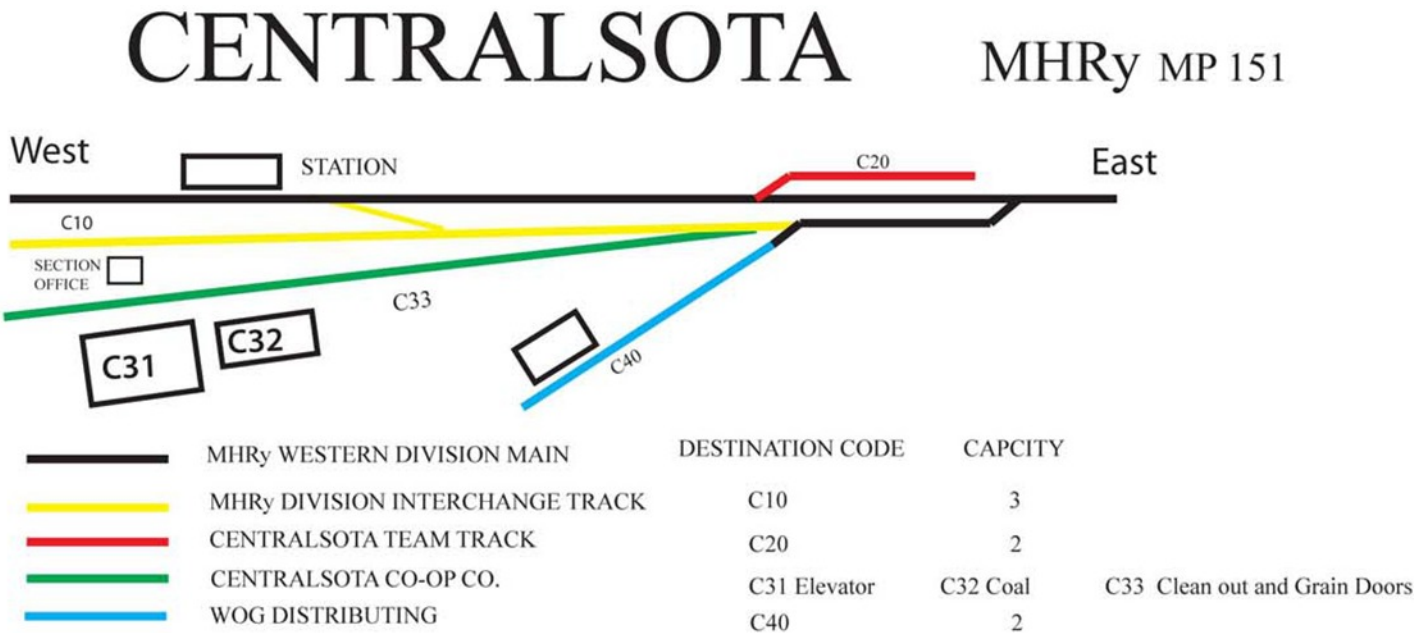 CENTRALSOTA MHRy MP 151
West
STATION
C20
East
C10
SECTION
OFFICE
C33
C31
C32
C40
MHRy WESTERN DIVISION MAIN
DESTINATION CODE CAPCITY
MHRy DIVISION INTERCHANGE TRACK
C10 3
CENTRALSOTA TEAM TRACK
C20 2
CENTRALSOTA CO-OP CO.
C31 Elevator C32 Coal C33 Clean out and Grain Doors
WOG DISTRIBUTING
C40 2